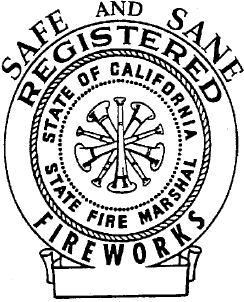 SAFE AND SANE
REGISTERED
STATE OF CALIFORNIA
STATE FIRE MARSHAL
FIREWORKS